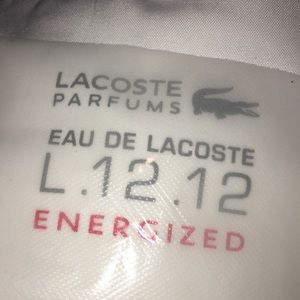 LACOSTE
PARFUMS
EAU DE LACOSTE
L.12.12
ENERGIZED